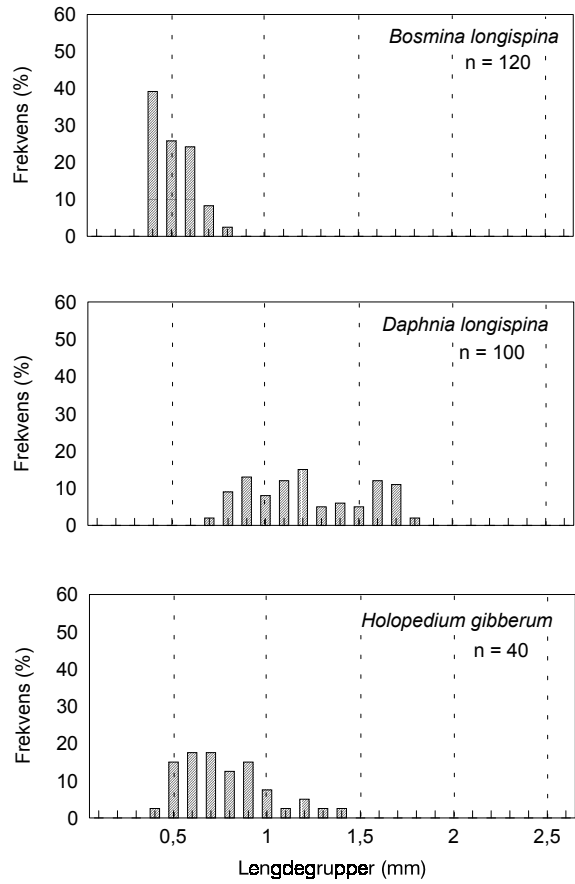 60
Bosmina longispina
50
n = 120
40
30
20
10
0
Frekvens (%)
60
Daphnia longispina
50
n = 100
40
30
20
10
0
Frekvens (%)
60
Holopedium gibberum
50
n = 40
40
30
20
10
0
Frekvens (%)
0,5 1 1,5 2 2,5
Lengdegrupper (mm)